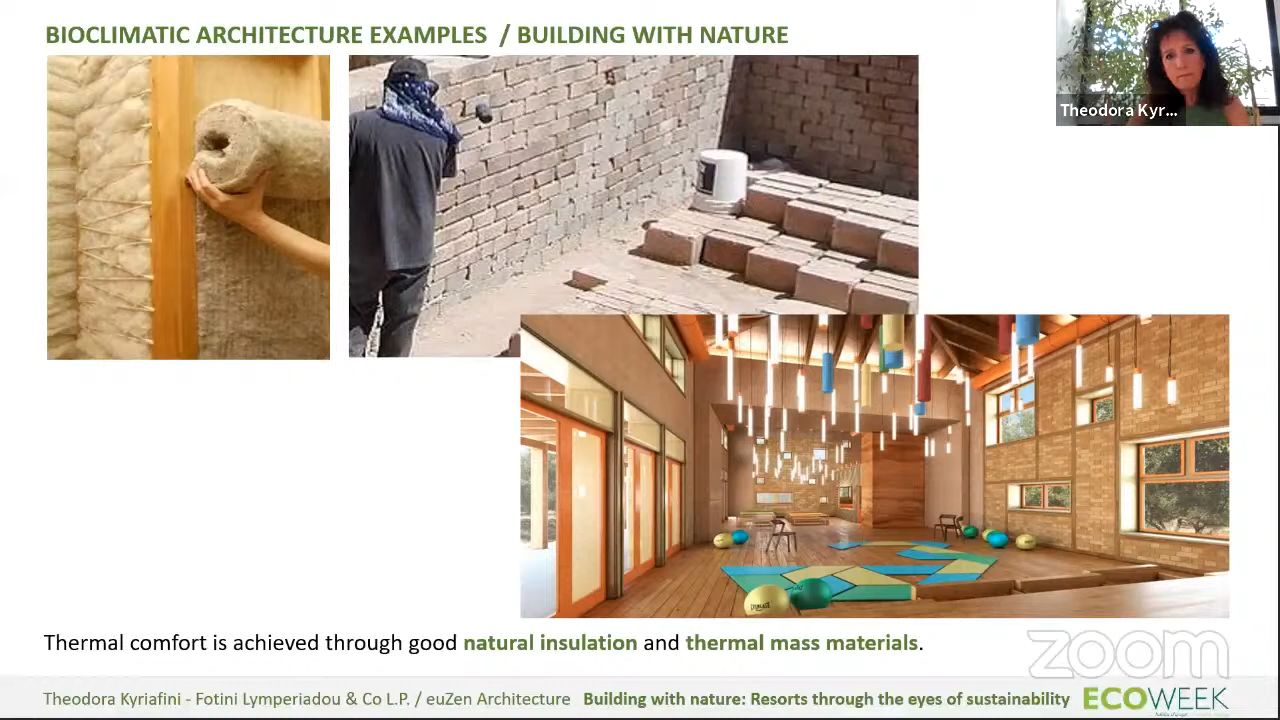 BIOCLIMATIC ARCHITECTURE EXAMPLES / BUILDING WITH NATURE
Theodora Kyr...
Thermal comfort is achieved through good natural insulation and thermal mass materials.
zoom
Theodora Kyriafini - Fotini Lymperiadou & Co L.P. / euZen Architecture Building with nature: Resorts through the eyes of sustainability ECOWEEK